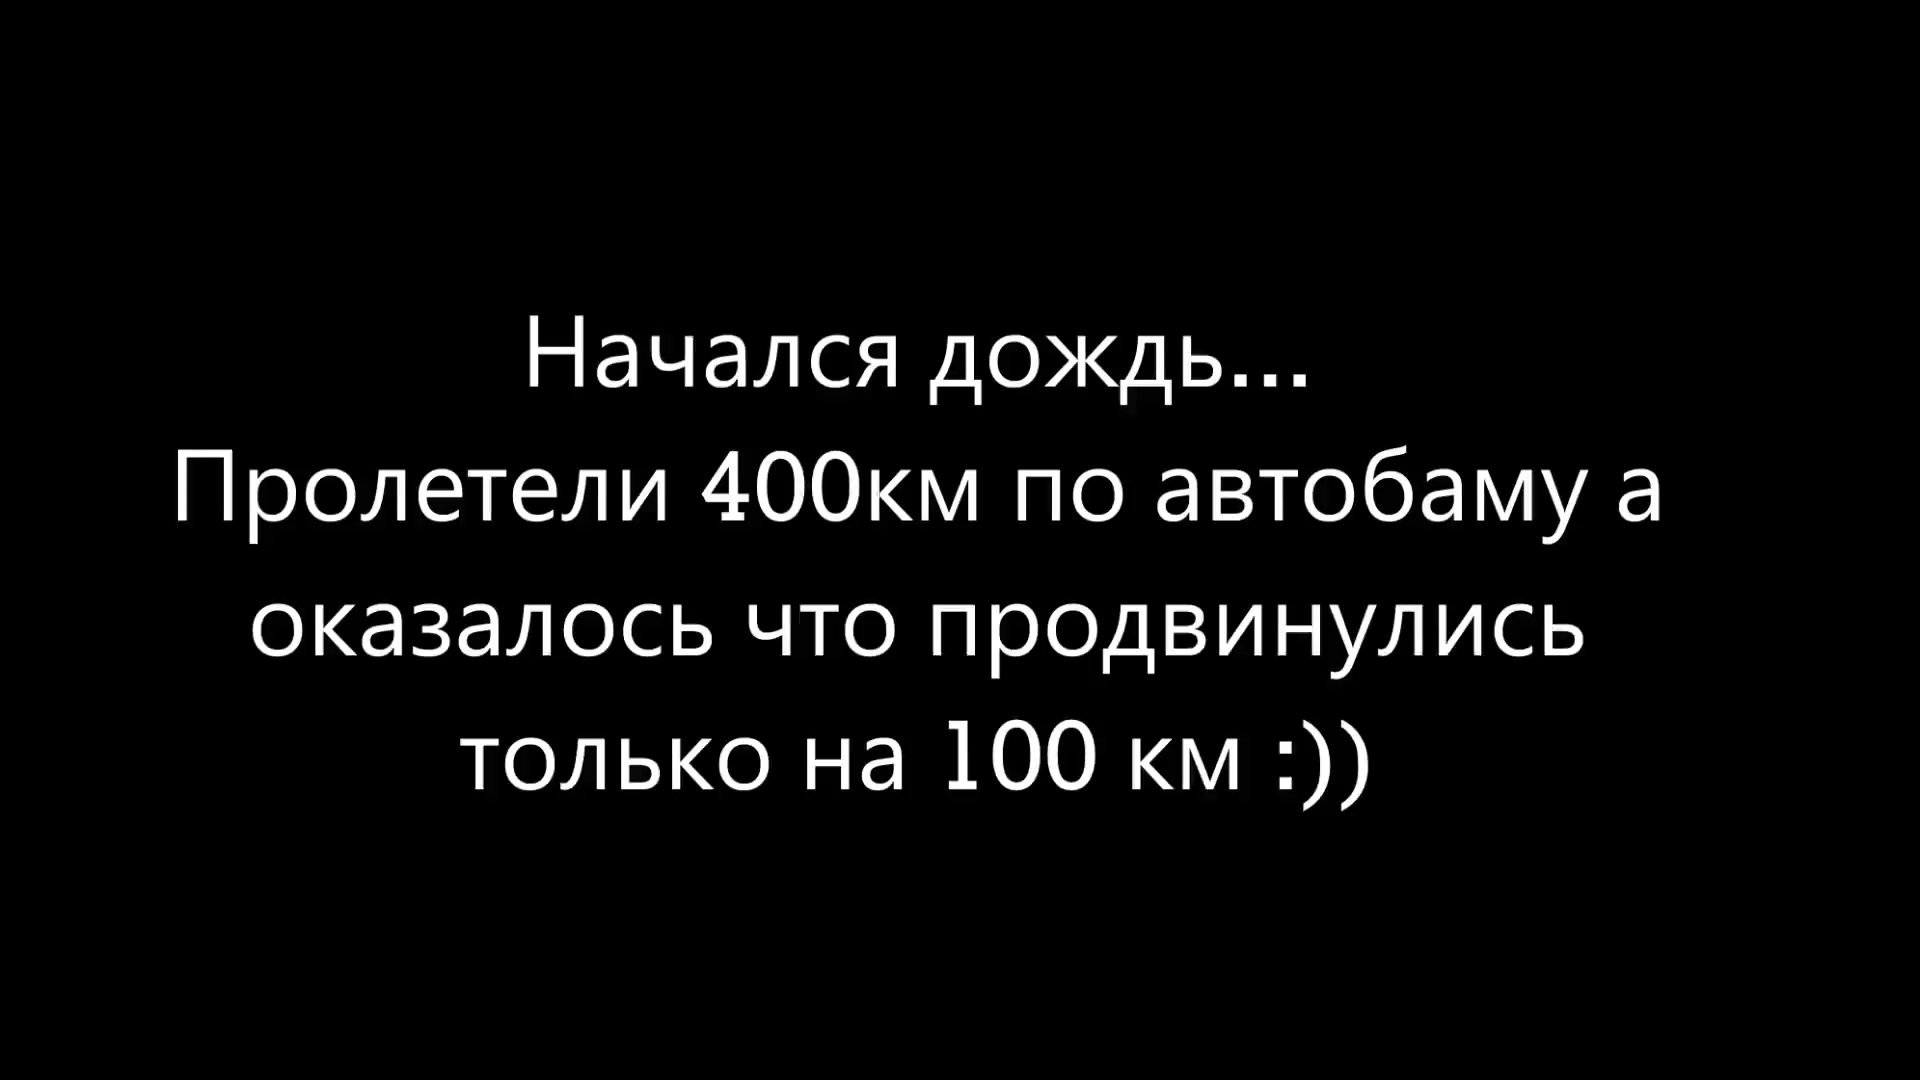 Начался дождь...
Пролетели 400км по автобаму а
оказалось что продвинулись
только на 100 км :))